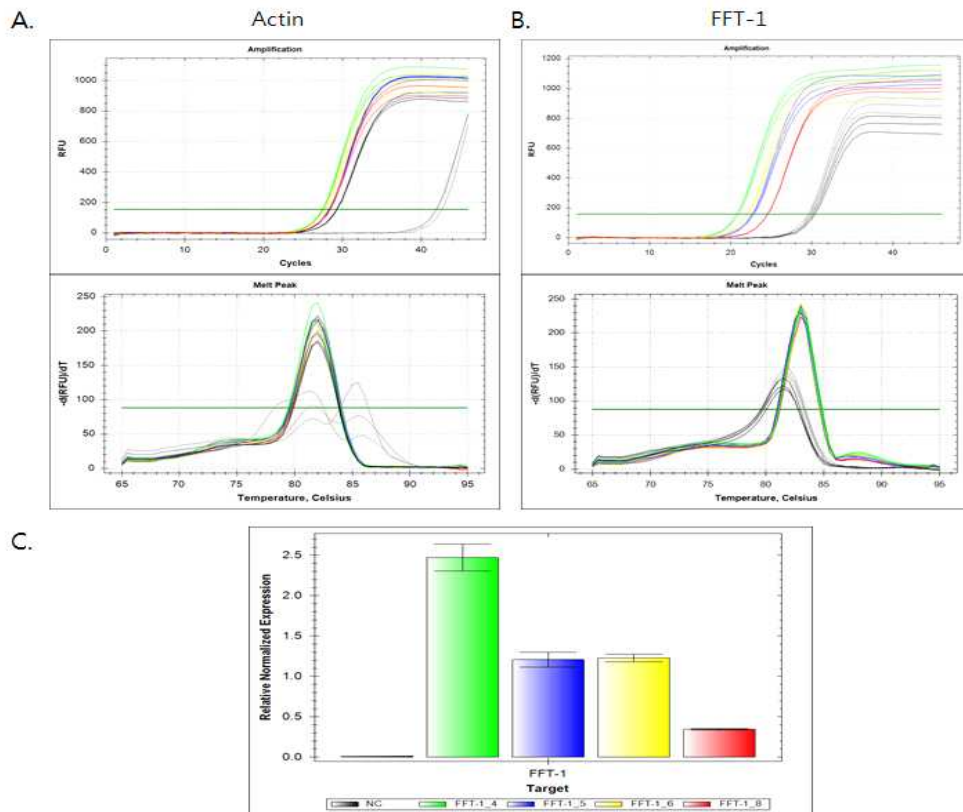 A. Actin
Amplification
RFU
1000
800
600
400
200
0
0 10 20 30 40
Cycles
Melt Peak
-d(RFU)/dT
250
200
150
100
50
0
65 70 75 80 85 90 95
Temperature, Celsius
B. FFT-1
Amplification
RFU
1200
1000
800
600
400
200
0
0 10 20 30 40
Cycles
Melt Peak
-d(RFU)/dT
250
200
150
100
50
0
65 70 75 80 85 90 95
Temperature, Celsius
C.
Relative Normalized Expression
2.5
2.0
1.5
1.0
0.5
0.0
FFT-1
Target
NC FFT-1_4 FFT-1_5 FFT-1_6 FFT-1_8